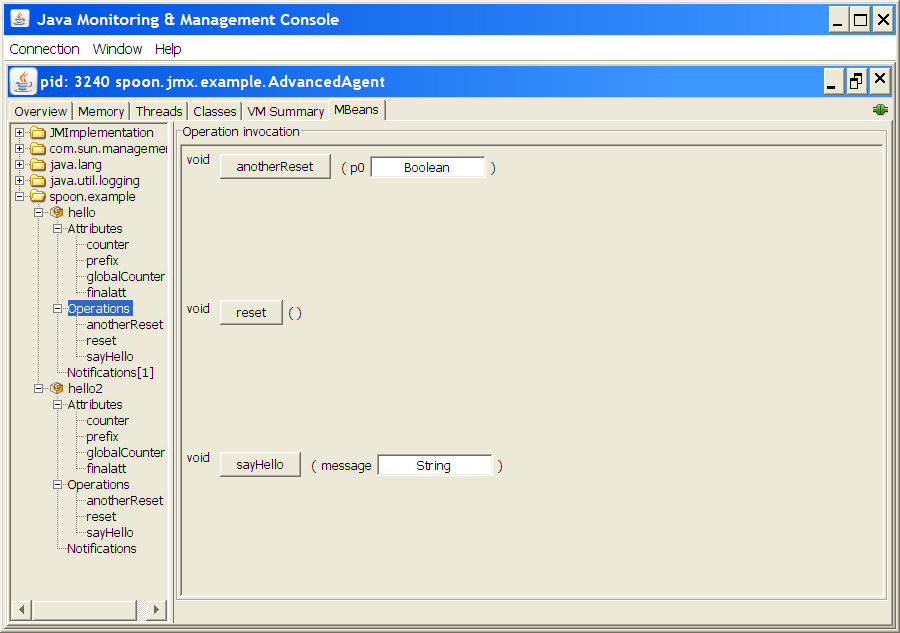 Java Monitoring & Management Console
Connection Window Help
pid: 3240 spoon.jmx.example.AdvancedAgent
Overview Memory Threads Classes VM Summary MBeans
JMImplementation
com.sun.managemer
java.lang
java.util.logging
spoon.example
hello
Attributes
counter
prefix
globalCounter
finalatt
Operations
anotherReset
reset
sayHello
Notifications[1]
hello2
Attributes
counter
prefix
globalCounter
finalatt
Operations
anotherReset
reset
sayHello
Notifications
Operation invocation
void anotherReset ( p0 Boolean )
void reset ( )
void sayHello ( message String )